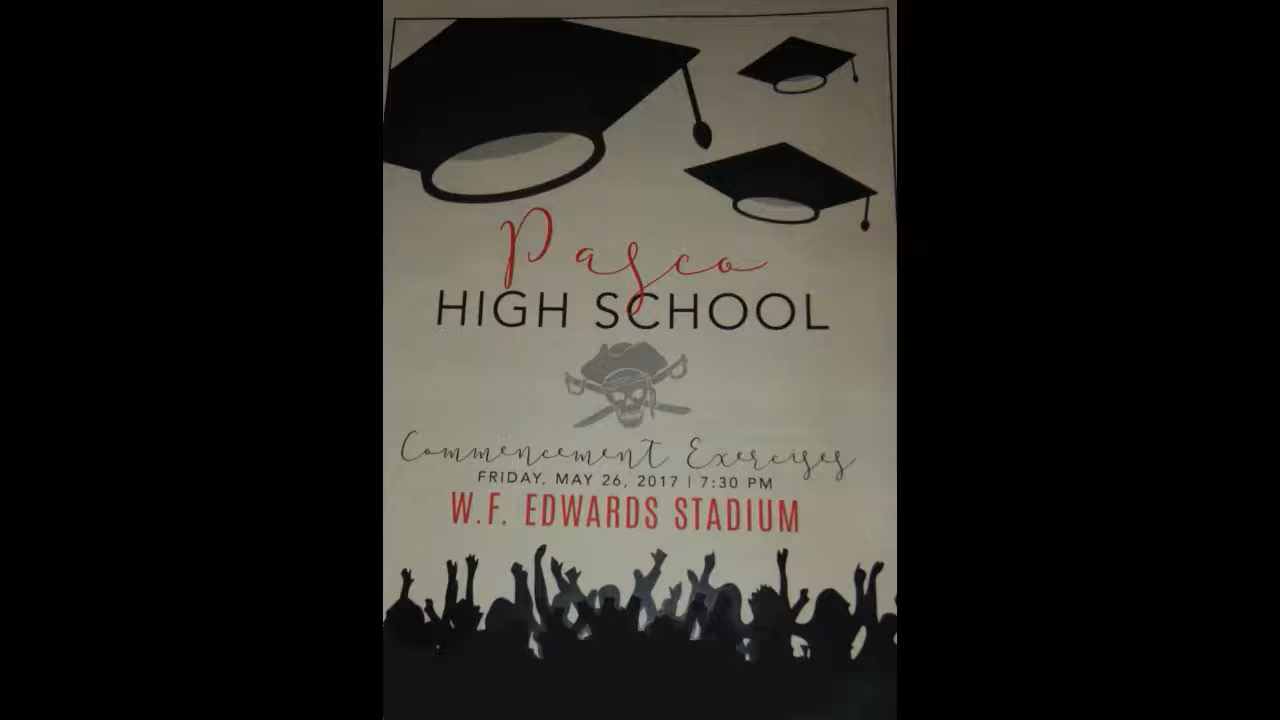 Pasco
HIGH SCHOOL
Commencement Exercises
FRIDAY, MAY 26, 2017 | 7:30 PM
W.F. EDWARDS STADIUM